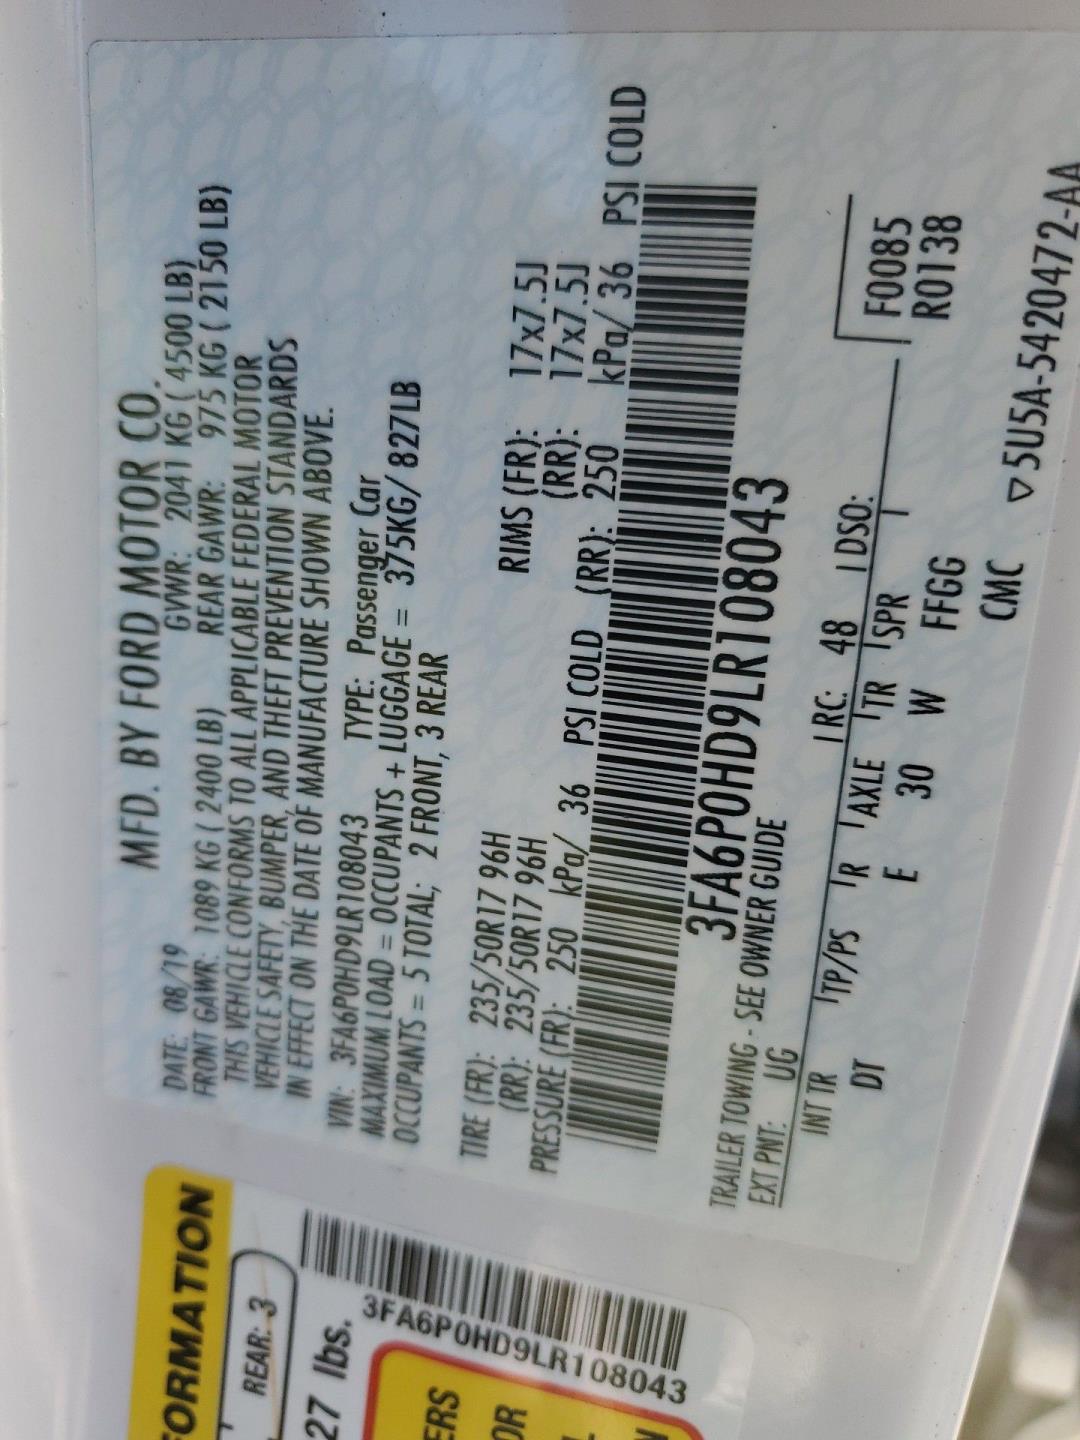 MFD. BY FORD MOTOR CO.
DATE: 08/19 GVWR: 2041 KG ( 4500 LB)
FRONT GAWR: 1089 KG ( 2400 LB) REAR GAWR: 975 KG ( 2150 LB)
THIS VEHICLE CONFORMS TO ALL APPLICABLE FEDERAL MOTOR
VEHICLE SAFETY, BUMPER, AND THEFT PREVENTION STANDARDS
IN EFFECT ON THE DATE OF MANUFACTURE SHOWN ABOVE.
VIN: 3FA6P0HD9LR108043 TYPE: Passenger Car
MAXIMUM LOAD = OCCUPANTS + LUGGAGE = 375KG/ 827LB
OCCUPANTS = 5 TOTAL; 2 FRONT, 3 REAR
TIRE (FR): 235/50R17 96H RIMS (FR): 17x7.5J
(RR): 235/50R17 96H (RR): 17x7.5J
PRESSURE (FR): 250 kPa/ 36 PSI COLD (RR): 250 kPa/ 36 PSI COLD
3FA6P0HD9LR108043
TRAILER TOWING - SEE OWNER GUIDE
EXT PNT: UG RC: 48 DSO:
INT TR TP/PS R AXLE TR SPR F0085
DT E 30 W FFGG R0138
CMC
▽5U5A-5420472-AA
FORMATION
REAR: 3
27 lbs.
3FA6P0HD9LR108043
ERS
OR